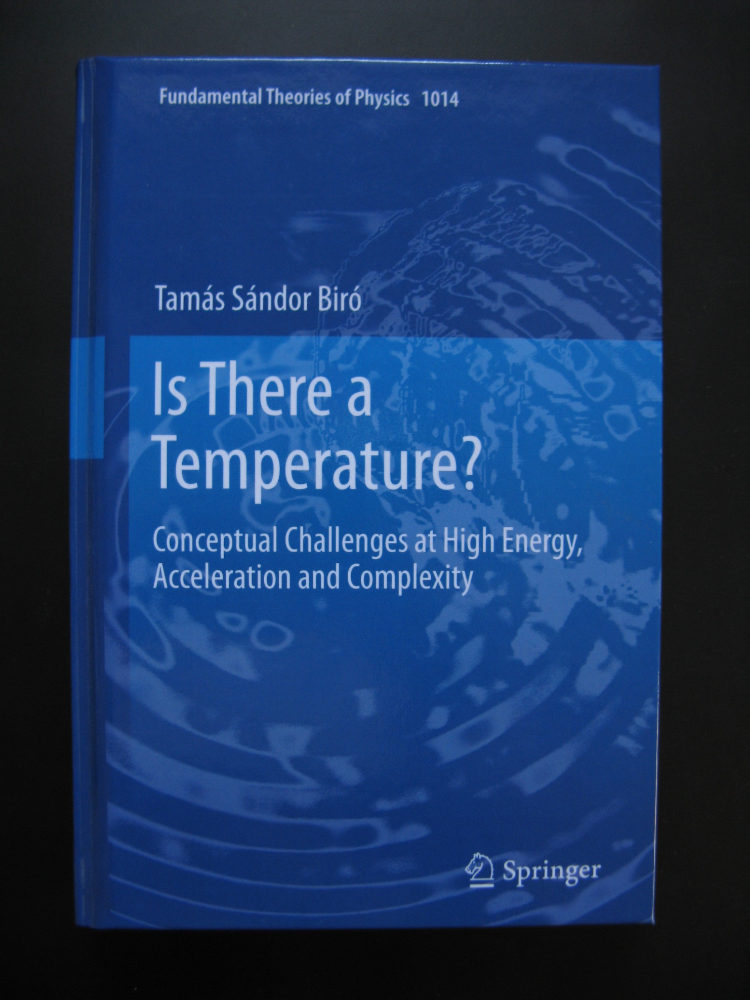 Fundamental Theories of Physics 1014
Tamás Sándor Biró
Is There a
Temperature?
Conceptual Challenges at High Energy,
Acceleration and Complexity
Springer